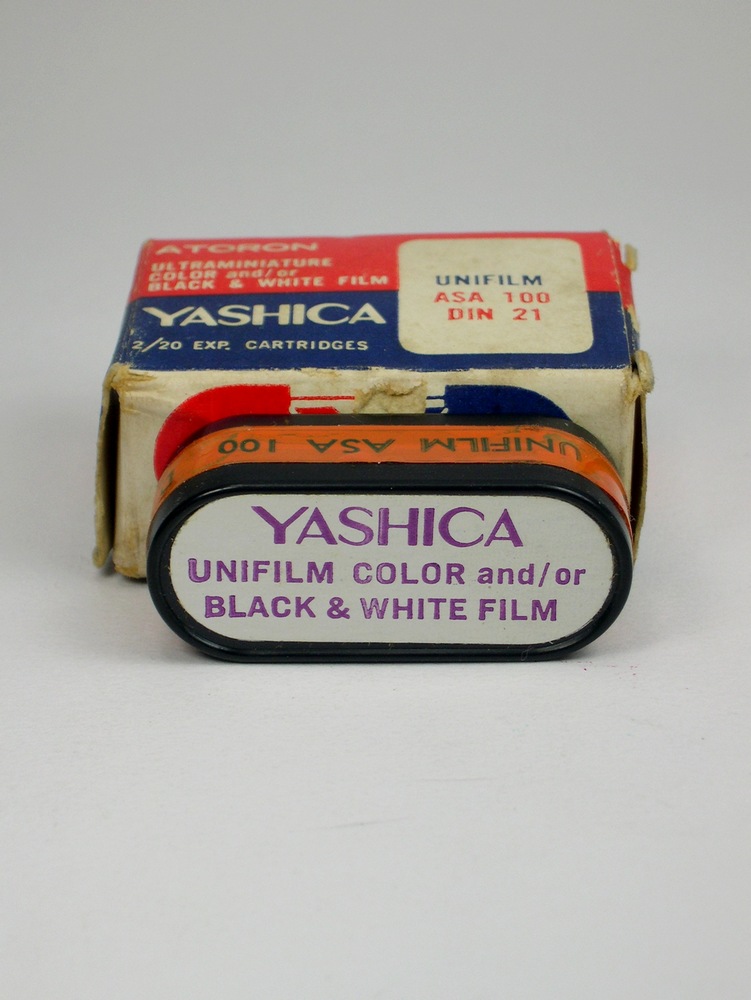 ATORON
ULTRAMINIATURE
COLOR and/or
BLACK & WHITE FILM
YASHICA
2/20 EXP. CARTRIDGES
UNIFILM
ASA 100
DIN 21
UNIFILM ASA 100
YASHICA
UNIFILM COLOR and/or
BLACK & WHITE FILM